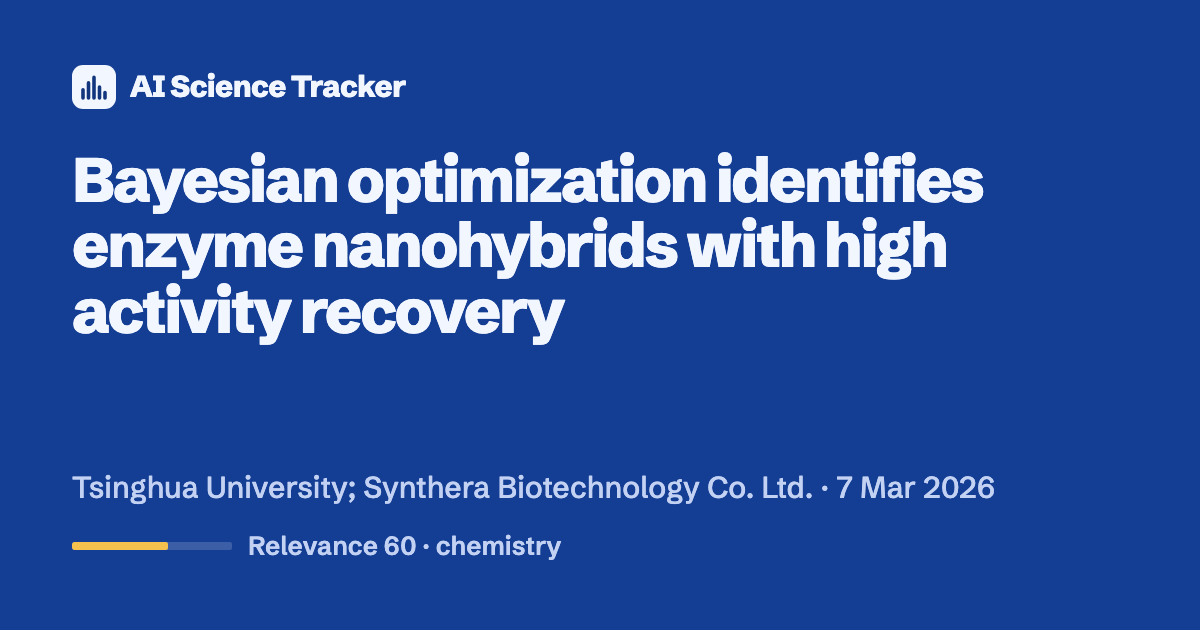 AI Science Tracker
Bayesian optimization identifies
enzyme nanohybrids with high
activity recovery
Tsinghua University; Synthera Biotechnology Co. Ltd. · 7 Mar 2026
Relevance 60 · chemistry